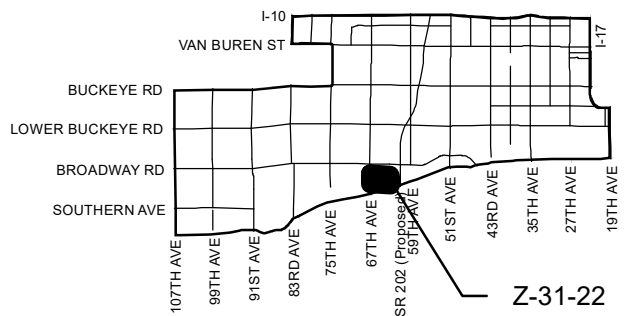 I-10
VAN BUREN ST
I-17
BUCKEYE RD
LOWER BUCKEYE RD
BROADWAY RD
SOUTHERN AVE
107TH AVE
99TH AVE
91ST AVE
83RD AVE
75TH AVE
67TH AVE
SR 202 (Proposed)
59TH AVE
51ST AVE
43RD AVE
35TH AVE
27TH AVE
19TH AVE
Z-31-22